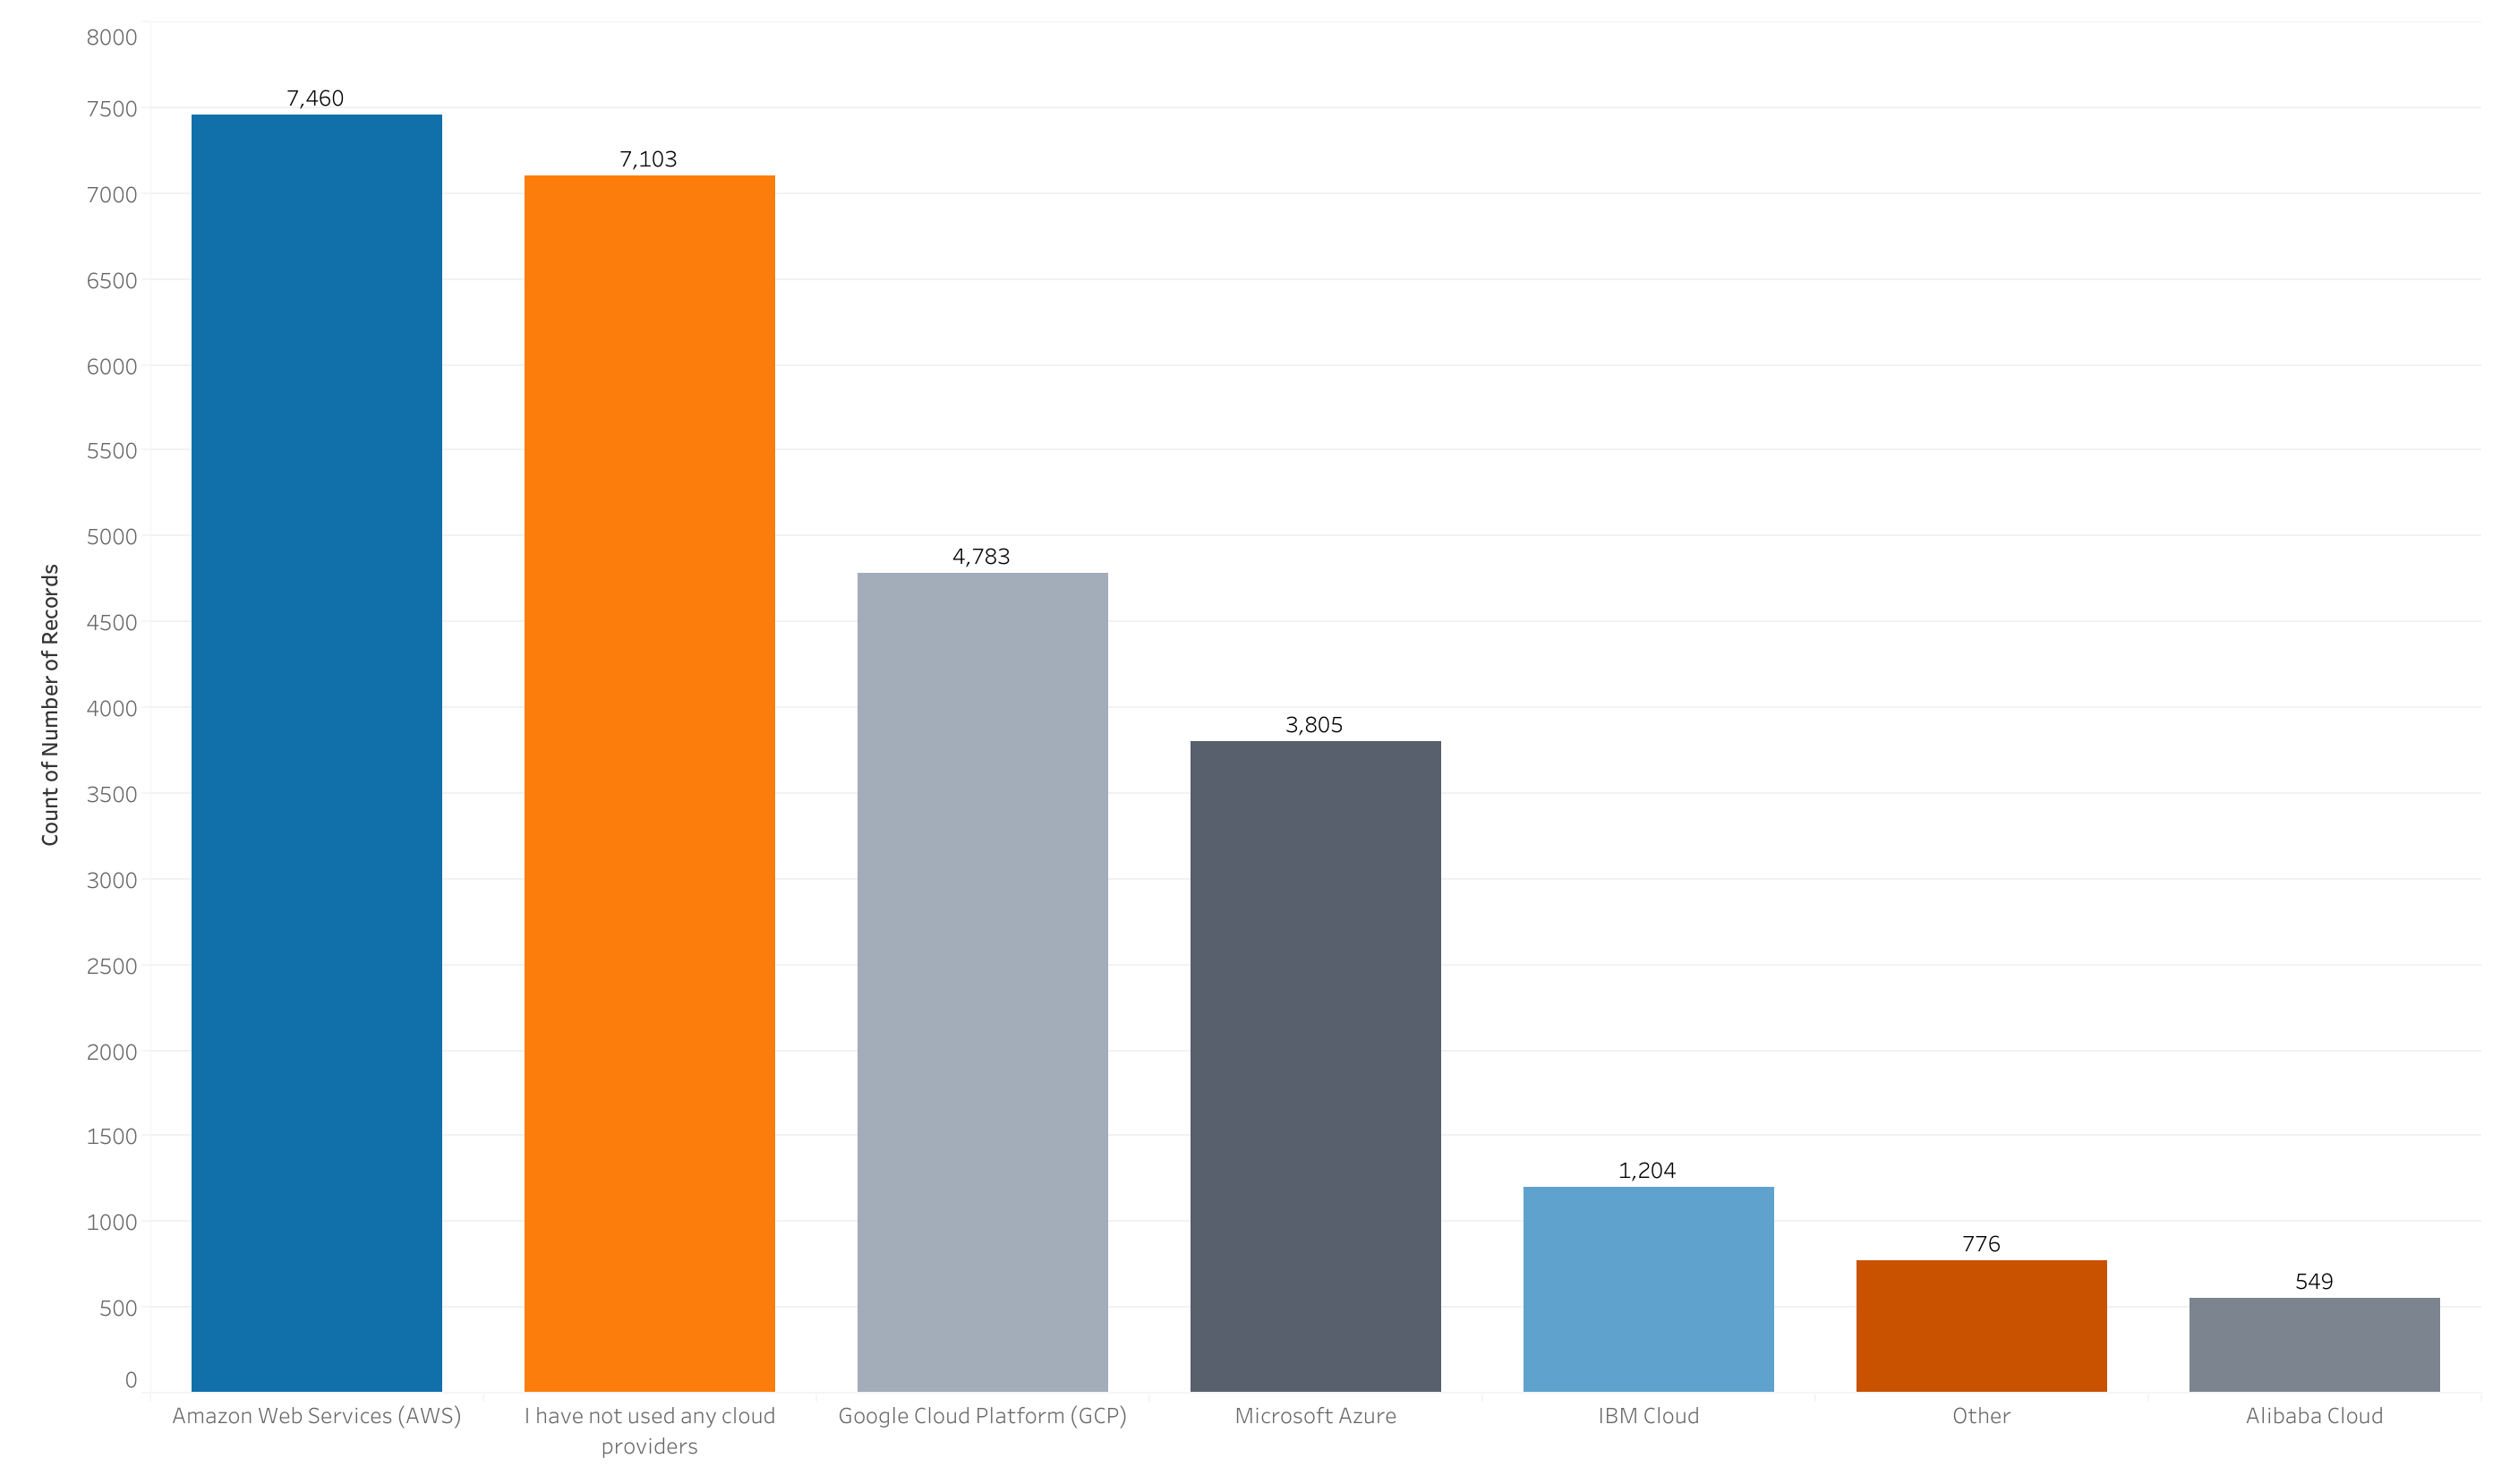 8000
7500
7000
6500
6000
5500
5000
4500
4000
3500
3000
2500
2000
1500
1000
500
0
Count of Number of Records
7,460
7,103
4,783
3,805
1,204
776
549
Amazon Web Services (AWS)
I have not used any cloud
providers
Google Cloud Platform (GCP)
Microsoft Azure
IBM Cloud
Other
Alibaba Cloud